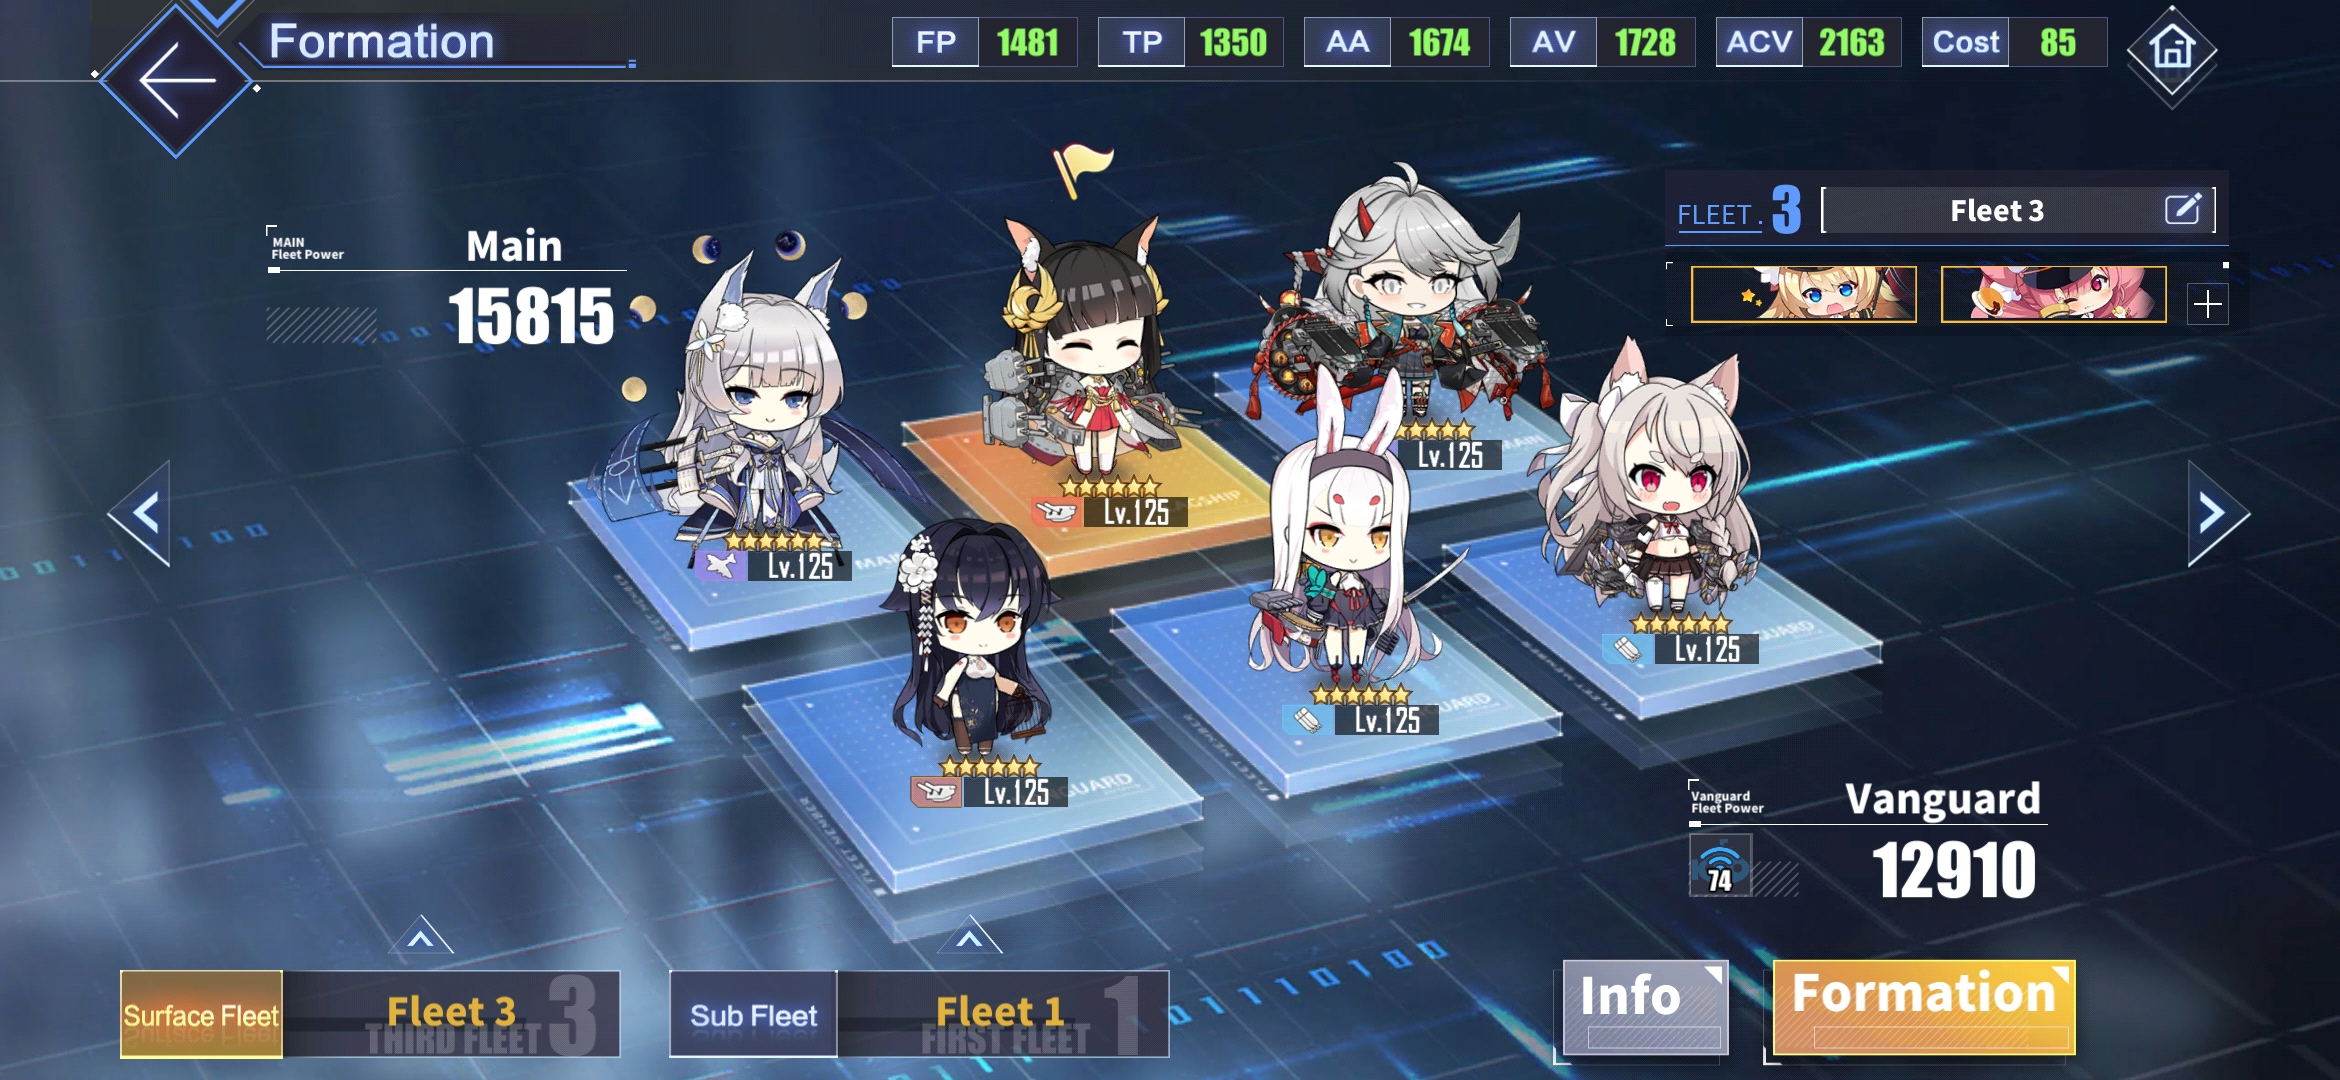 Formation
FP 1481 TP 1350 AA 1674 AV 1728 ACV 2163 Cost 85
FLEET. 3 Fleet 3
MAIN
Fleet Power
Main
15815
Lv.125
Lv.125
Lv.125
Lv.125
Lv.125
Lv.125
Vanguard
Fleet Power
Vanguard
74
12910
Surface Fleet
Fleet 3
THIRD FLEET 3
Sub Fleet
Fleet 1
FIRST FLEET 1
Info
Formation